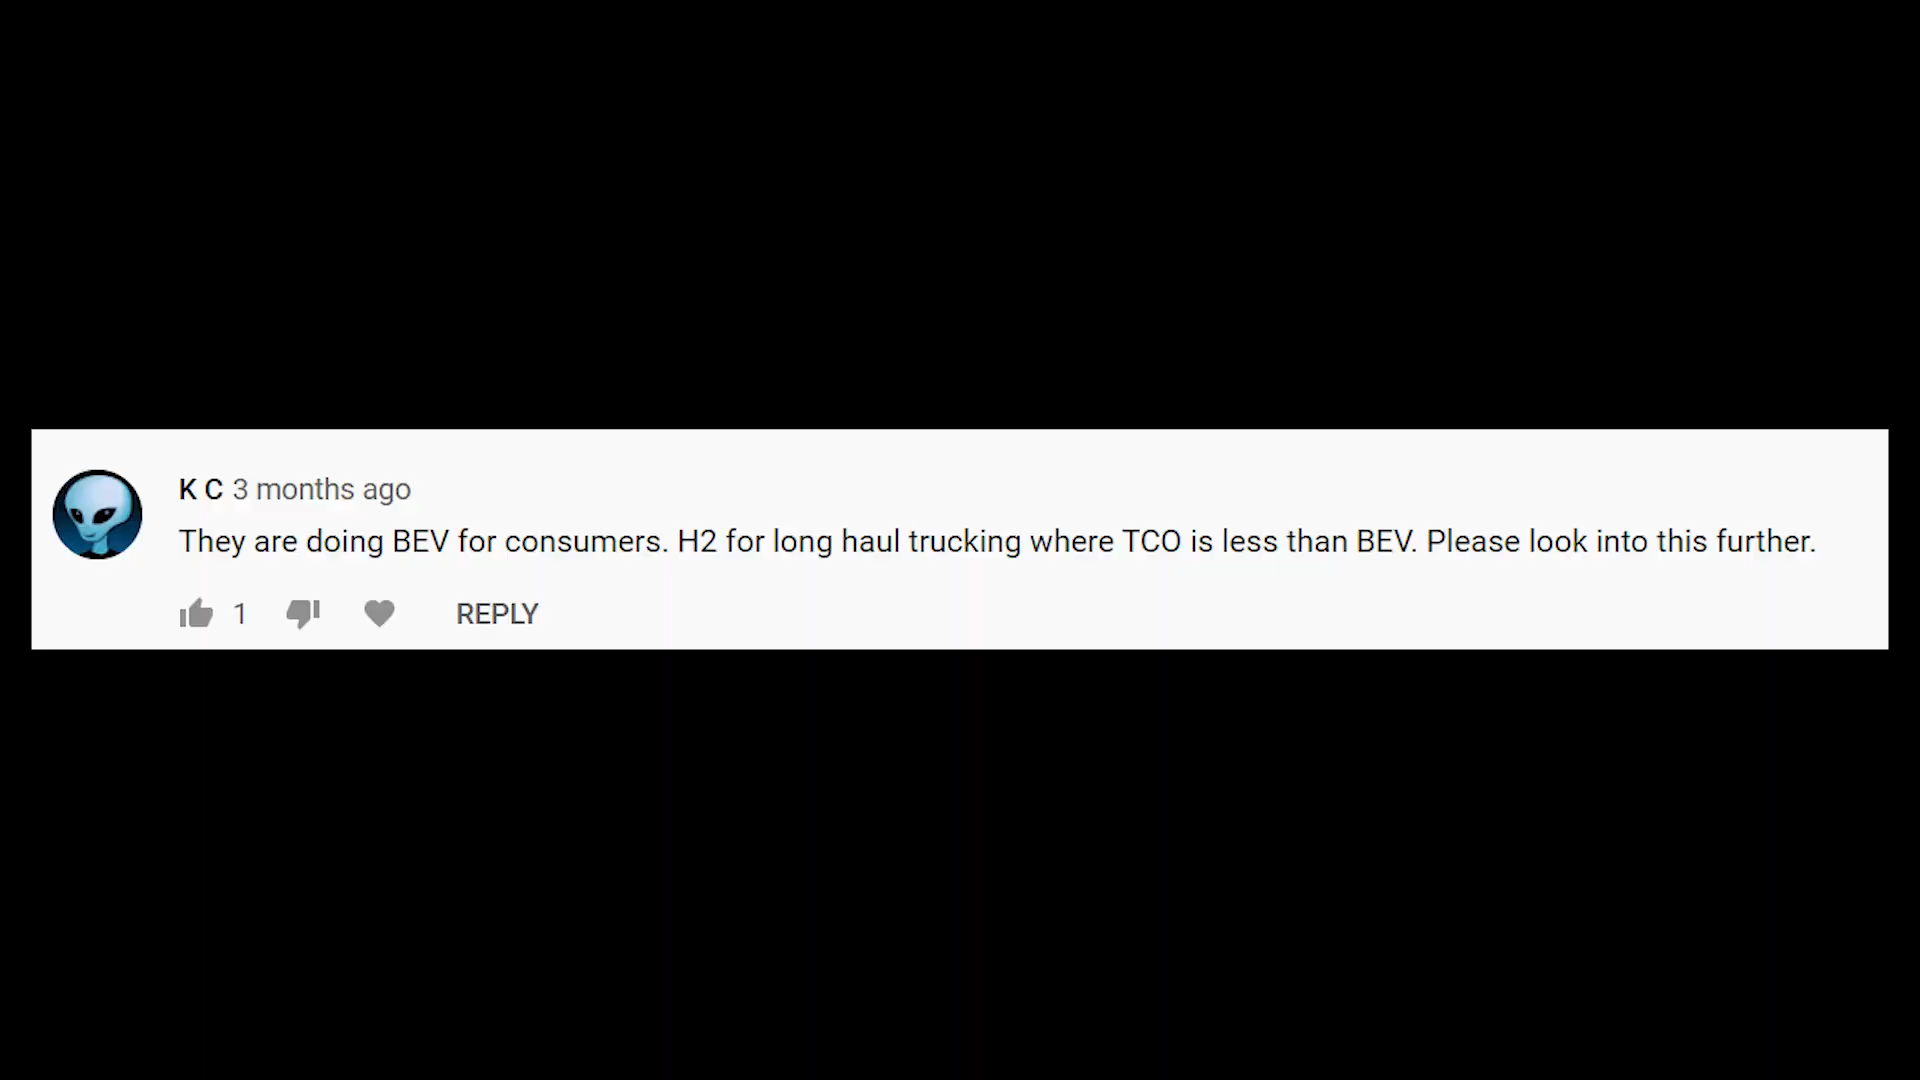 K C 3 months ago
They are doing BEV for consumers. H2 for long haul trucking where TCO is less than BEV. Please look into this further.
1 REPLY